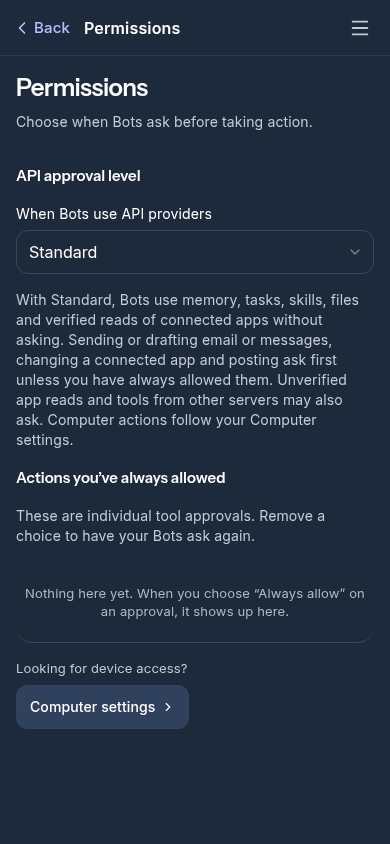 Back Permissions
Permissions
Choose when Bots ask before taking action.
API approval level
When Bots use API providers
Standard
With Standard, Bots use memory, tasks, skills, files
and verified reads of connected apps without
asking. Sending or drafting email or messages,
changing a connected app and posting ask first
unless you have always allowed them. Unverified
app reads and tools from other servers may also
ask. Computer actions follow your Computer
settings.
Actions you’ve always allowed
These are individual tool approvals. Remove a
choice to have your Bots ask again.
Nothing here yet. When you choose “Always allow” on
an approval, it shows up here.
Looking for device access?
Computer settings